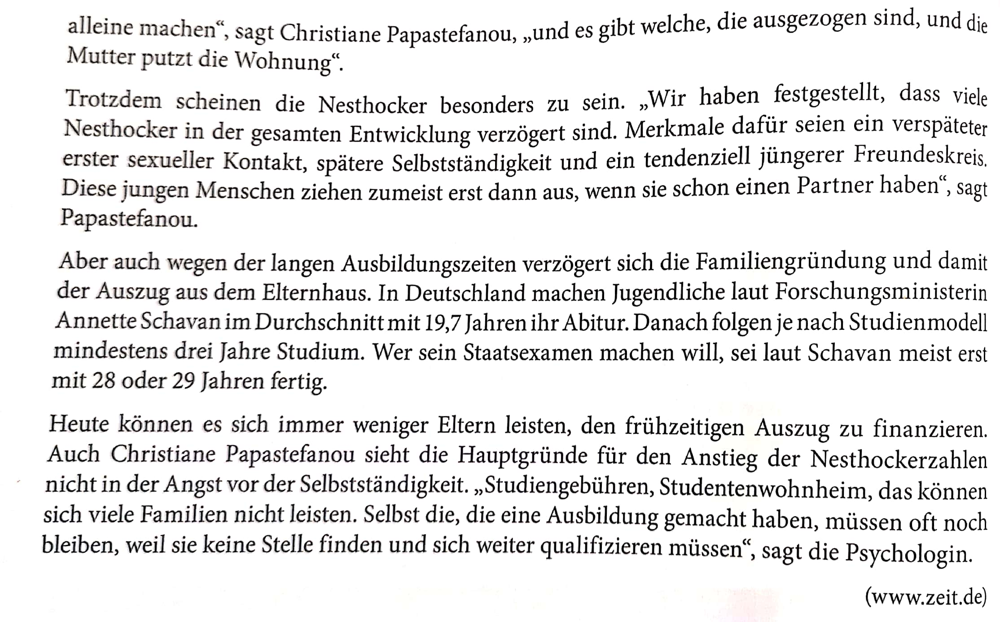 alleine machen“, sagt Christiane Papastefanou, „und es gibt welche, die ausgezogen sind, und die
Mutter putzt die Wohnung“.
Trotzdem scheinen die Nesthocker besonders zu sein. „Wir haben festgestellt, dass viele
Nesthocker in der gesamten Entwicklung verzögert sind. Merkmale dafür seien ein verspäteter
erster sexueller Kontakt, spätere Selbstständigkeit und ein tendenziell jüngerer Freundeskreis.
Diese jungen Menschen ziehen zumeist erst dann aus, wenn sie schon einen Partner haben“, sagt
Papastefanou.
Aber auch wegen der langen Ausbildungszeiten verzögert sich die Familiengründung und damit
der Auszug aus dem Elternhaus. In Deutschland machen Jugendliche laut Forschungsministerin
Annette Schavan im Durchschnitt mit 19,7 Jahren ihr Abitur. Danach folgen je nach Studienmodell
mindestens drei Jahre Studium. Wer sein Staatsexamen machen will, sei laut Schavan meist erst
mit 28 oder 29 Jahren fertig.
Heute können es sich immer weniger Eltern leisten, den frühzeitigen Auszug zu finanzieren.
Auch Christiane Papastefanou sieht die Hauptgründe für den Anstieg der Nesthockerzahlen
nicht in der Angst vor der Selbstständigkeit. „Studiengebühren, Studentenwohnheim, das können
sich viele Familien nicht leisten. Selbst die, die eine Ausbildung gemacht haben, müssen oft noch
bleiben, weil sie keine Stelle finden und sich weiter qualifizieren müssen“, sagt die Psychologin.
(www.zeit.de)